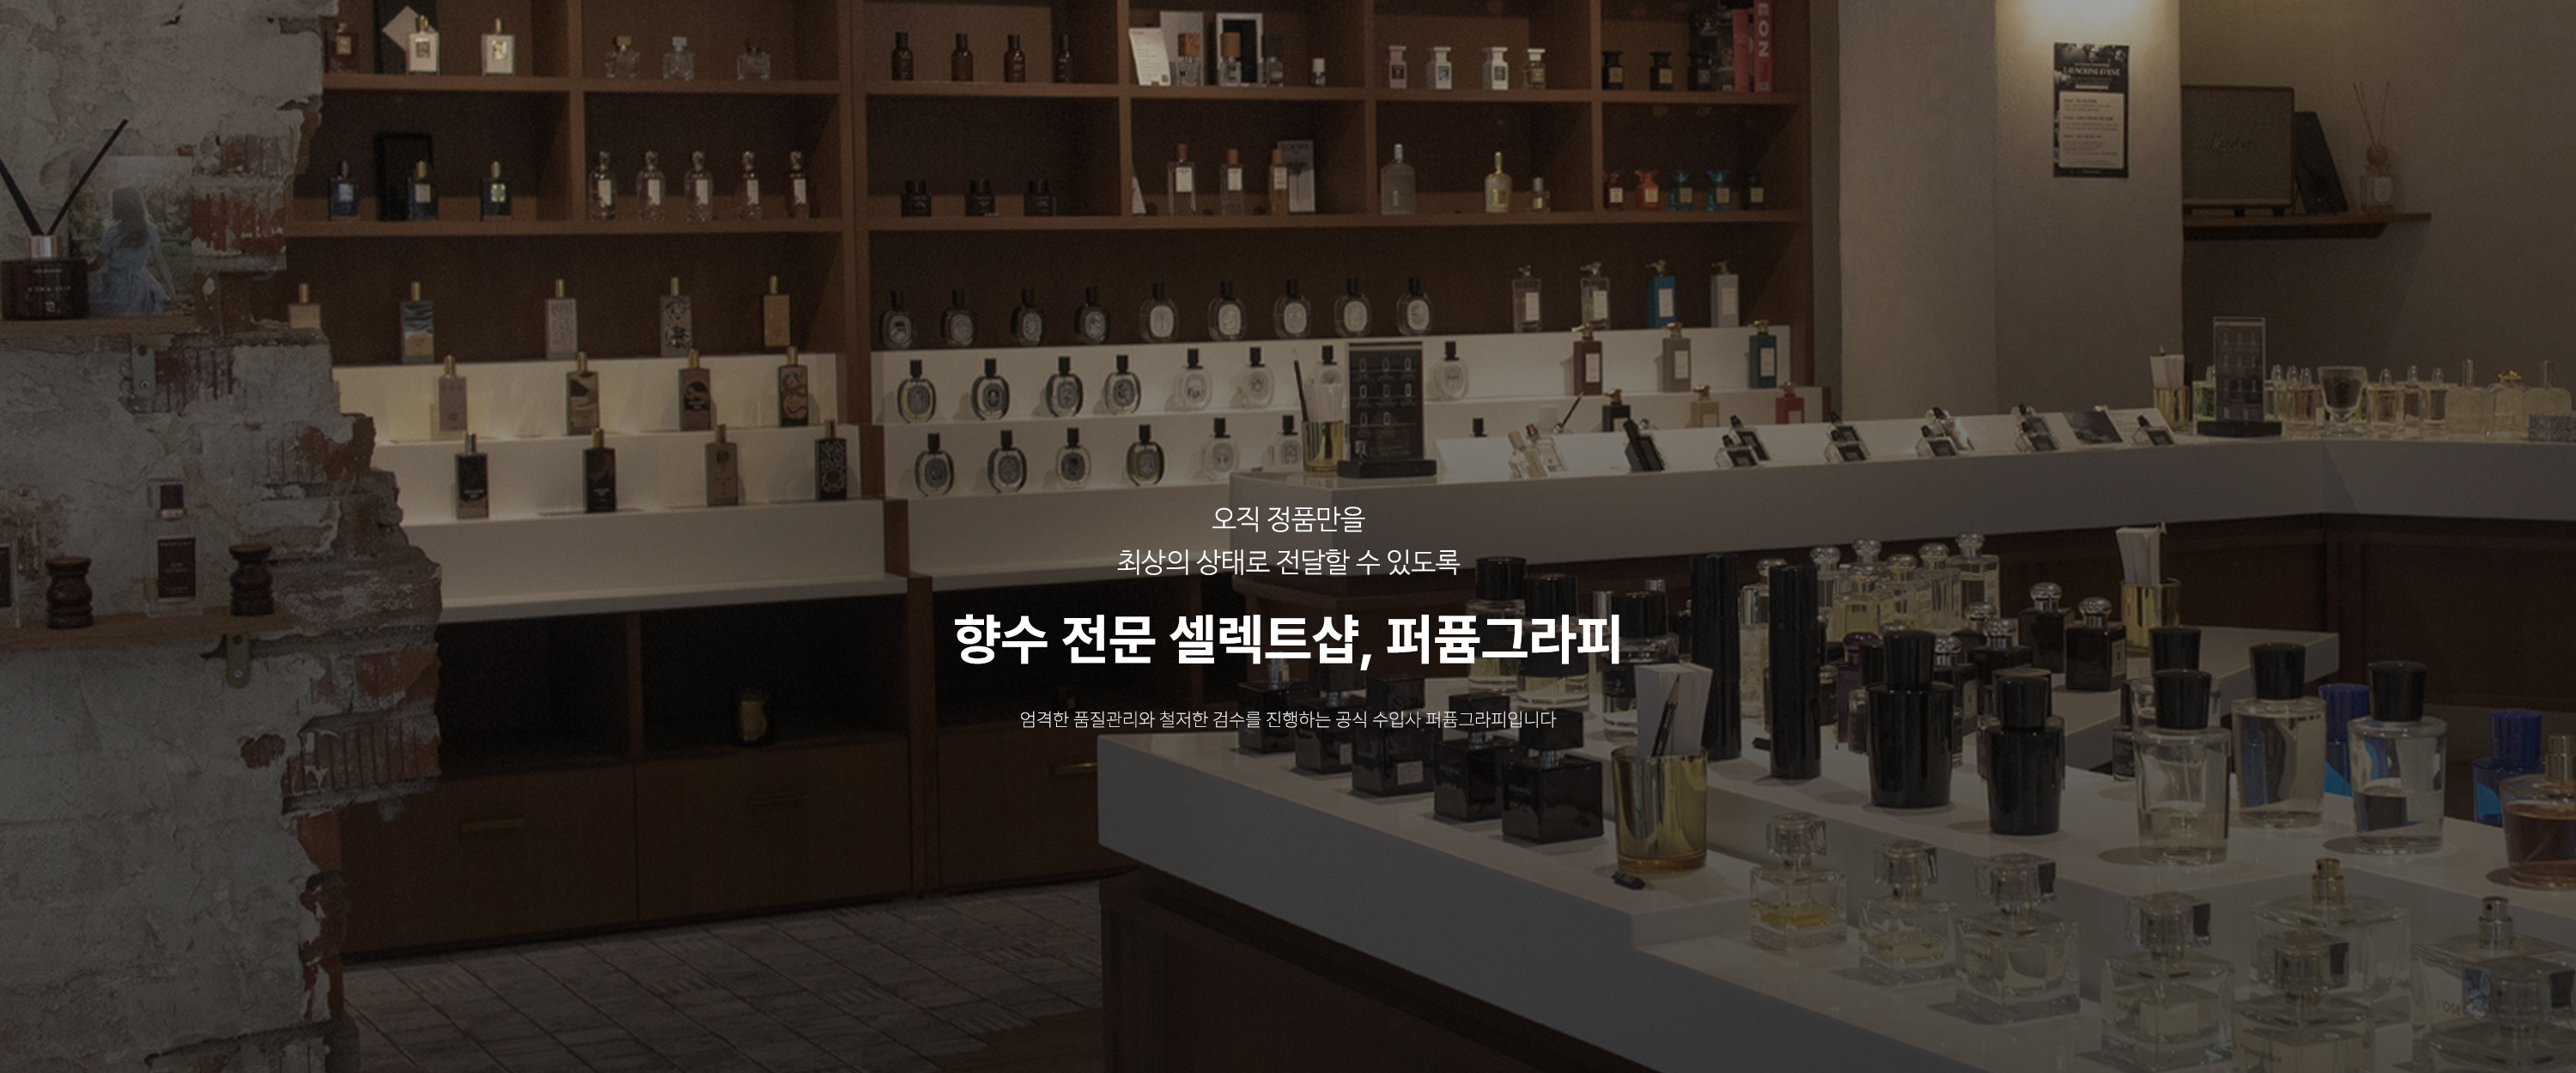 오직 정품만을
최상의 상태로 전달할 수 있도록
향수 전문 셀렉트샵, 퍼퓸그라피
엄격한 품질관리와 철저한 검수를 진행하는 공식 수입사 퍼퓸그라피입니다